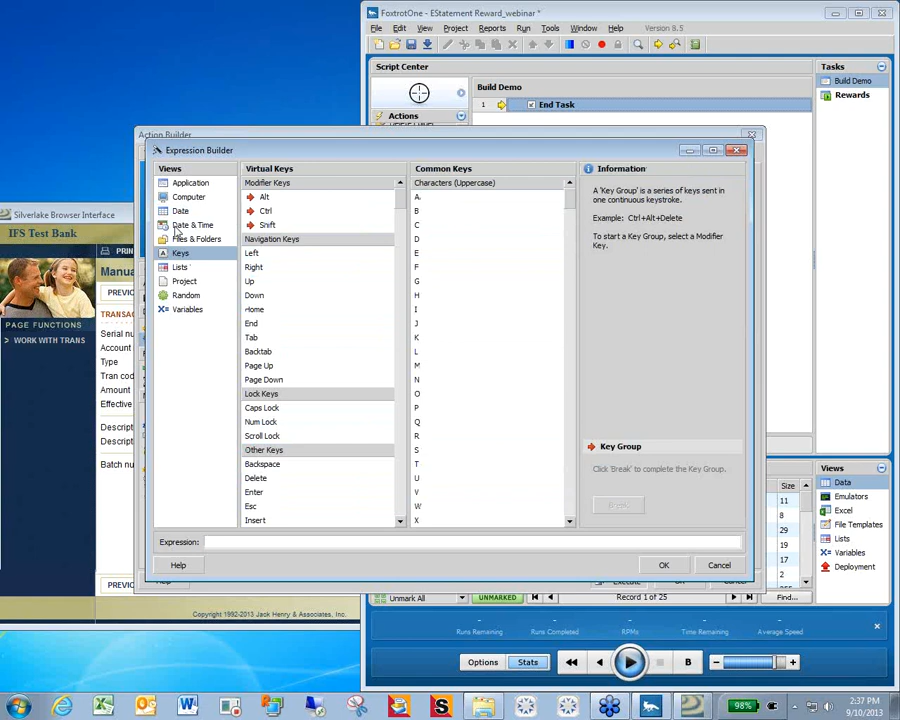 FoxtrotOne - EStatement Reward_webinar *
File Edit View Project Reports Run Tools Window Help Version 8.5
Script Center
Tasks
Build Demo
Build Demo
Rewards
1 End Task
Actions
Action Builder
Expression Builder
Views
Application
Computer
Date
Date & Time
Files & Folders
Keys
Lists
Project
Random
Variables
Virtual Keys
Modifier Keys
Alt
Ctrl
Shift
Navigation Keys
Left
Right
Up
Down
Home
End
Tab
Backtab
Page Up
Page Down
Lock Keys
Caps Lock
Num Lock
Scroll Lock
Other Keys
Backspace
Delete
Enter
Esc
Insert
Common Keys
Characters (Uppercase)
A
B
C
D
E
F
G
H
I
J
K
L
M
N
O
P
Q
R
S
T
U
V
W
X
Information
A 'Key Group' is a series of keys sent in
one continuous keystroke.
Example: Ctrl+Alt+Delete
To start a Key Group, select a Modifier
Key.
Key Group
Click 'Break' to complete the Key Group.
Break
Expression:
Help OK Cancel
Silverlake Browser Interface
IFS Test Bank
PRIN
Manua
PREVIO
PAGE FUNCTIONS
> WORK WITH TRANS
TRANSAC
Serial nu
Account
Type
Tran cod
Amount
Effective
Descript
Descript
Batch nu
PREVIO
Copyright 1992-2013 Jack Henry & Associates, Inc.
Size
11
8
29
19
17
2
Views
Data
Emulators
Excel
File Templates
Lists
Variables
Deployment
Unmark All UNMARKED Record 1 of 25 Find...
Runs Remaining Runs Completed RPMs Time Remaining Average Speed
Options Stats B
98%
2:37 PM
9/10/2013